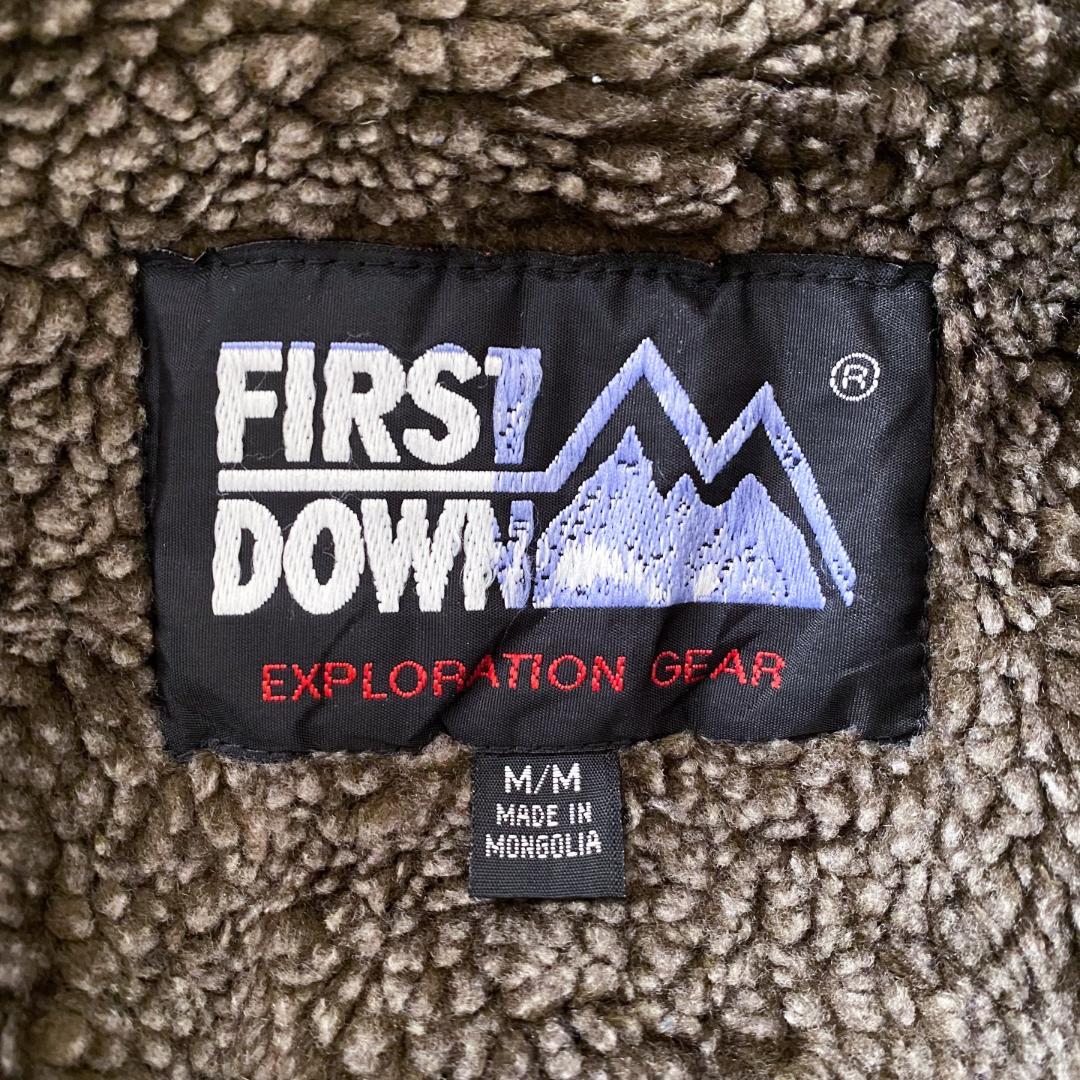 FIRST
DOWN
®
EXPLORATION GEAR
M/M
MADE IN
MONGOLIA